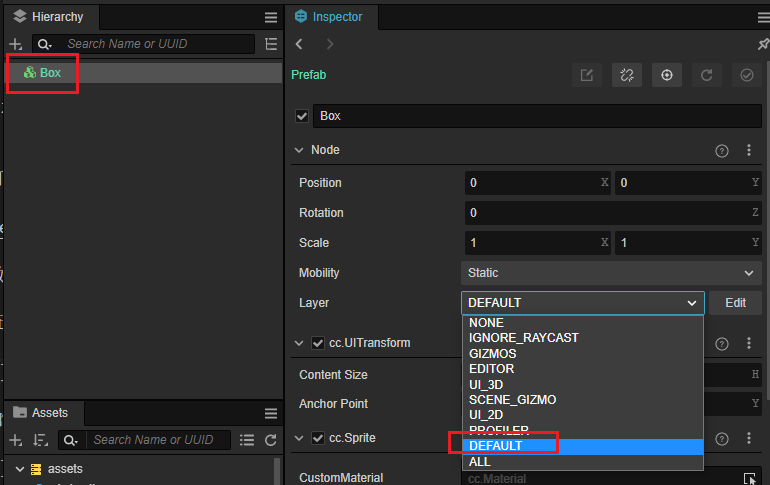 Hierarchy
Search Name or UUID
Box
Assets
Search Name or UUID
assets
Inspector
Prefab
Box
Node
Position 0 X 0 Y
Rotation 0 Z
Scale 1 X 1 Y
Mobility Static
Layer DEFAULT Edit
NONE
IGNORE_RAYCAST
GIZMOS
EDITOR
UI_3D
SCENE_GIZMO
UI_2D
PROFILER
DEFAULT
ALL
cc.UITransform
Content Size H
Anchor Point Y
cc.Sprite
CustomMaterial cc.Material